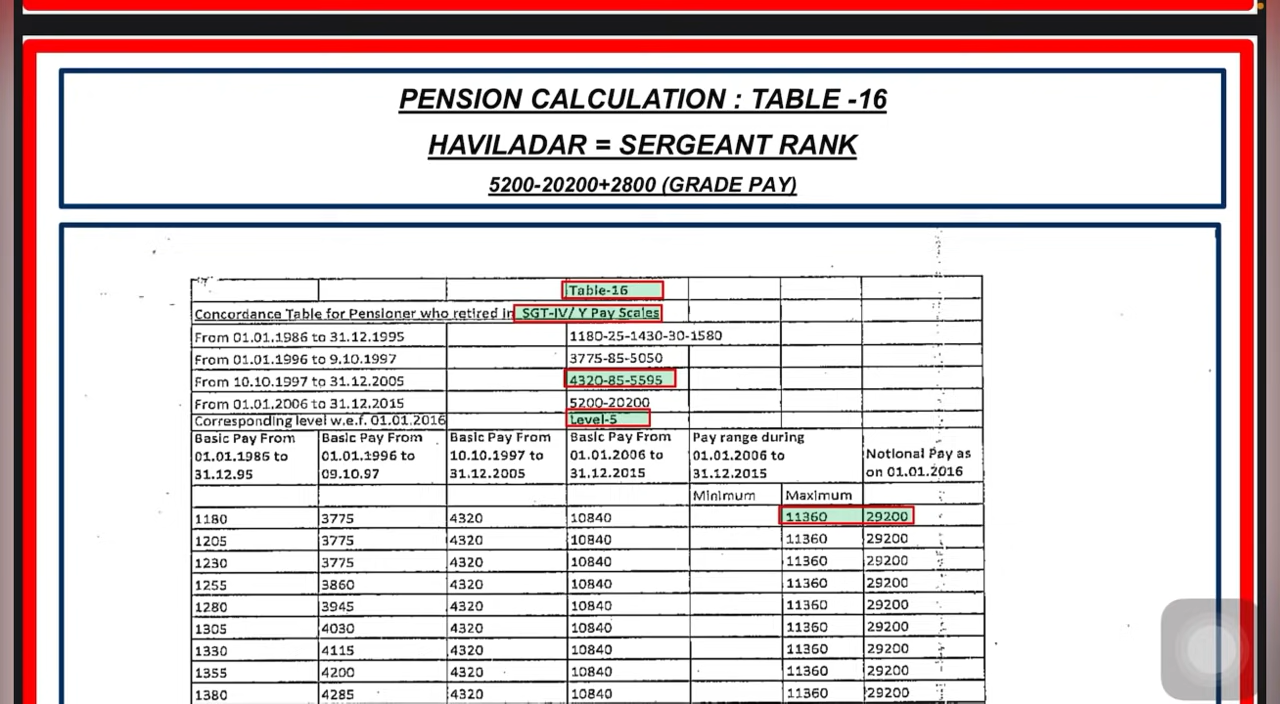 PENSION CALCULATION : TABLE -16
HAVILADAR = SERGEANT RANK
5200-20200+2800 (GRADE PAY)
Table-16
Concordance Table for Pensioner who retired in SGT-IV/ Y Pay Scales
From 01.01.1986 to 31.12.1995 1180-25-1430-30-1580
From 01.01.1996 to 9.10.1997 3775-85-5050
From 10.10.1997 to 31.12.2005 4320-85-5595
From 01.01.2006 to 31.12.2015 5200-20200
Corresponding level w.e.f. 01.01.2016 Level-5
Basic Pay From Basic Pay From Basic Pay From Basic Pay From Pay range during
01.01.1986 to 01.01.1996 to 10.10.1997 to 01.01.2006 to 01.01.2006 to Notional Pay as
31.12.95 09.10.97 31.12.2005 31.12.2015 31.12.2015 on 01.01.2016
Minimum Maximum
1180 3775 4320 10840 11360 29200
1205 3775 4320 10840 11360 29200
1230 3775 4320 10840 11360 29200
1255 3860 4320 10840 11360 29200
1280 3945 4320 10840 11360 29200
1305 4030 4320 10840 11360 29200
1330 4115 4320 10840 11360 29200
1355 4200 4320 10840 11360 29200
1380 4285 4320 10840 11360 29200